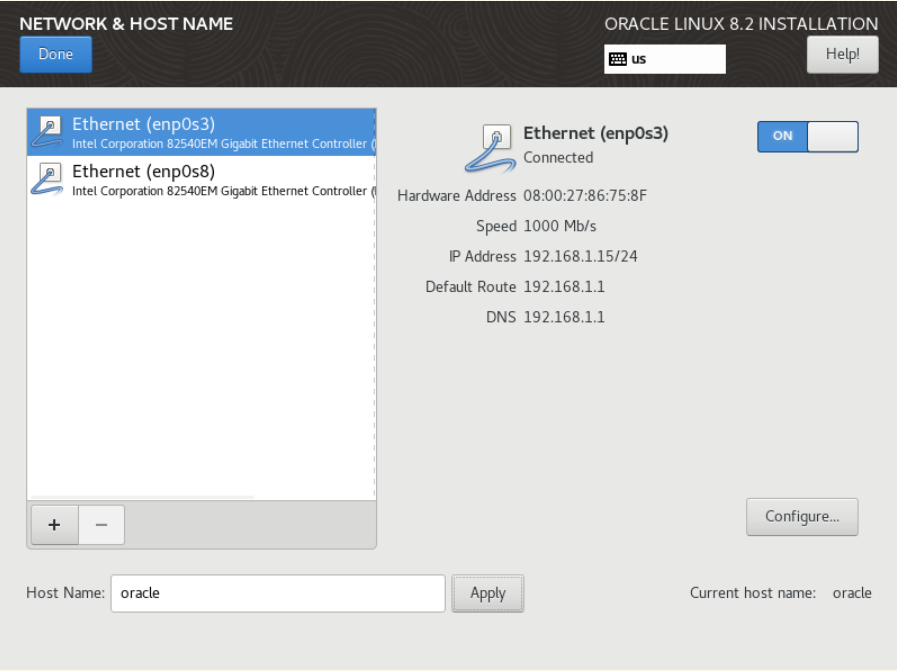 NETWORK & HOST NAME
ORACLE LINUX 8.2 INSTALLATION
Done
us
Help!
Ethernet (enp0s3)
Intel Corporation 82540EM Gigabit Ethernet Controller (
Ethernet (enp0s8)
Intel Corporation 82540EM Gigabit Ethernet Controller (
Ethernet (enp0s3)
Connected
ON
Hardware Address 08:00:27:86:75:8F
Speed 1000 Mb/s
IP Address 192.168.1.15/24
Default Route 192.168.1.1
DNS 192.168.1.1
+ −
Configure...
Host Name: oracle
Apply
Current host name: oracle